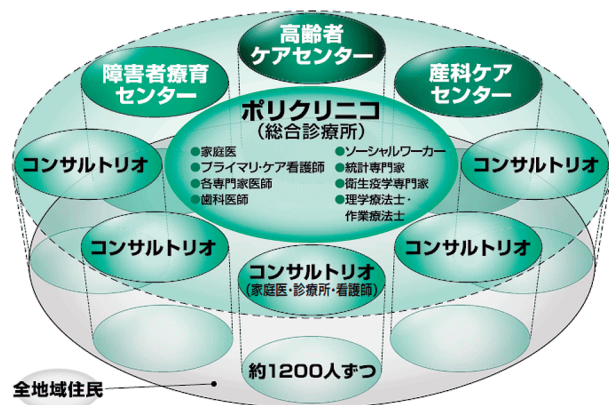 高齢者
ケアセンター
障害者療育
センター
産科ケア
センター
ポリクリニコ
(総合診療所)
●家庭医
●プライマリ・ケア看護師
●各専門家医師
●歯科医師
●ソーシャルワーカー
●統計専門家
●衛生疫学専門家
●理学療法士・
作業療法士
コンサルトリオ
コンサルトリオ
コンサルトリオ
コンサルトリオ
コンサルトリオ
(家庭医・診療所・看護師)
約1200人ずつ
全地域住民